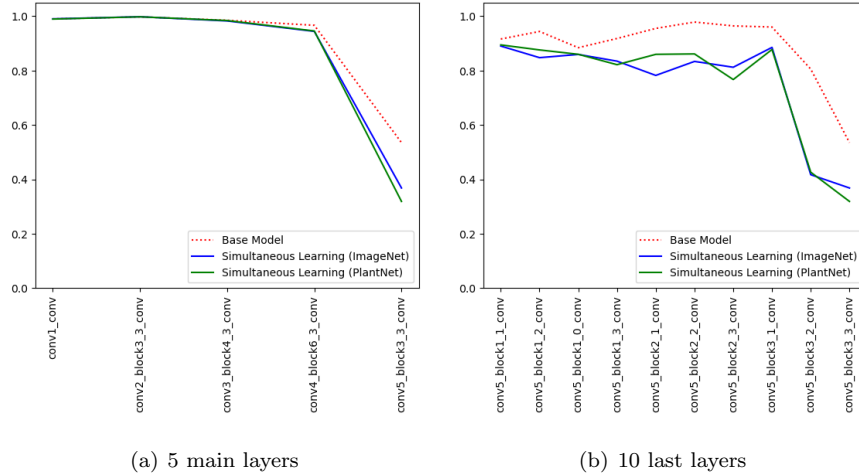 1.0
0.8
0.6
0.4
0.2
0.0
Base Model
Simultaneous Learning (ImageNet)
Simultaneous Learning (PlantNet)
conv1_conv
conv2_block3_3_conv
conv3_block4_3_conv
conv4_block6_3_conv
conv5_block3_3_conv
(a) 5 main layers
1.0
0.8
0.6
0.4
0.2
0.0
Base Model
Simultaneous Learning (ImageNet)
Simultaneous Learning (PlantNet)
conv5_block1_1_conv
conv5_block1_2_conv
conv5_block1_0_conv
conv5_block1_3_conv
conv5_block2_1_conv
conv5_block2_2_conv
conv5_block2_3_conv
conv5_block3_1_conv
conv5_block3_2_conv
conv5_block3_3_conv
(b) 10 last layers